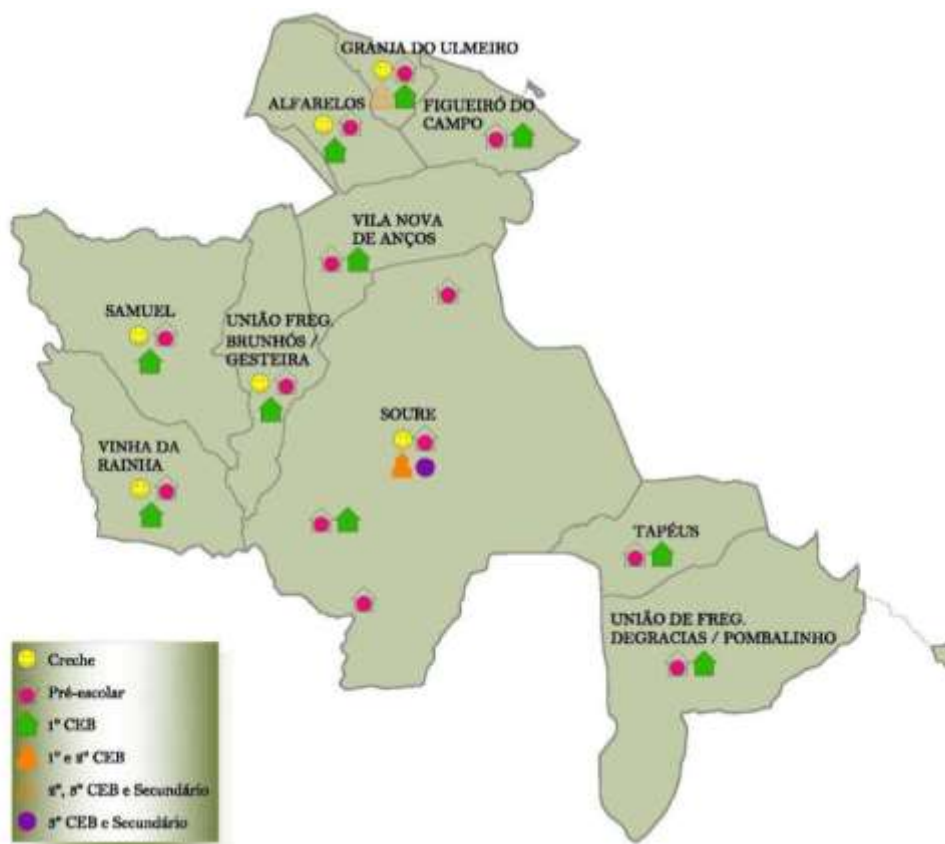 GRANJA DO ULMEIRO
ALFARELOS
FIGUEIRÓ DO
CAMPO
VILA NOVA
DE ANÇOS
SAMUEL
UNIÃO FREG.
BRUNHÓS /
GESTEIRA
SOURE
VINHA DA
RAINHA
TAPÉUS
UNIÃO DE FREG.
DEGRACIAS / POMBALINHO
Creche
Pré-escolar
1º CEB
1º e 2º CEB
2º, 3º CEB e Secundário
3º CEB e Secundário